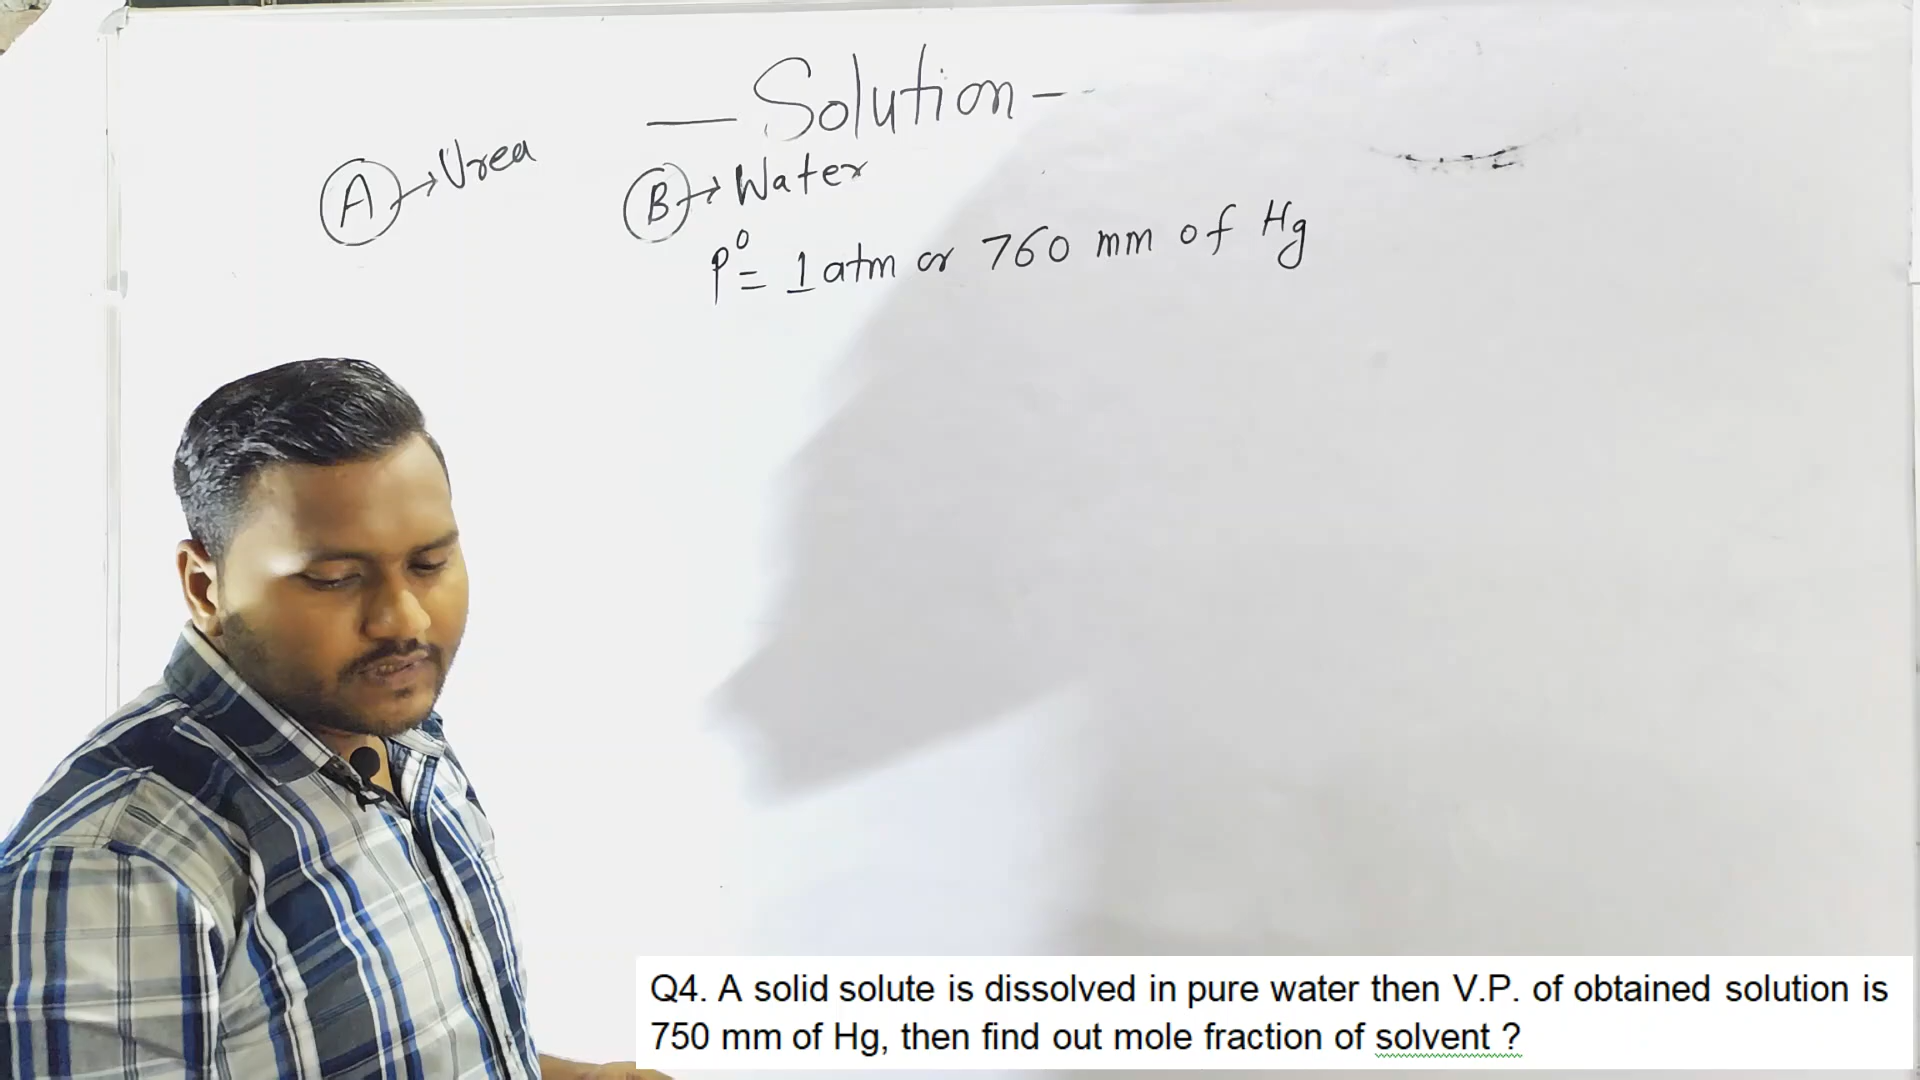 — Solution -
A → Urea B → Water
P⁰ = 1 atm or 760 mm of Hg
Q4. A solid solute is dissolved in pure water then V.P. of obtained solution is
750 mm of Hg, then find out mole fraction of solvent ?